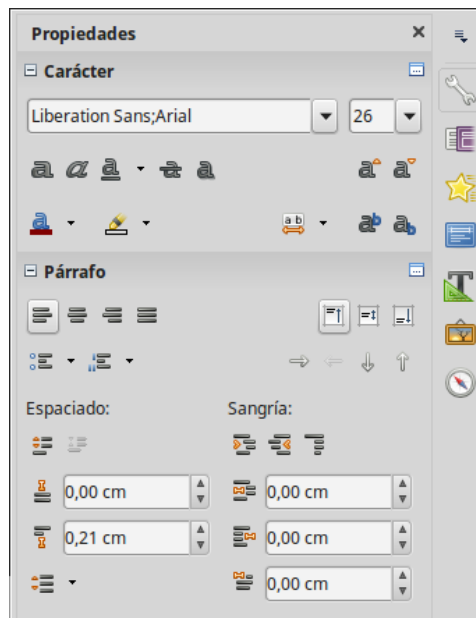 Propiedades
Carácter
Liberation Sans;Arial 26
Párrafo
Espaciado: Sangría:
0,00 cm 0,00 cm
0,21 cm 0,00 cm
0,00 cm